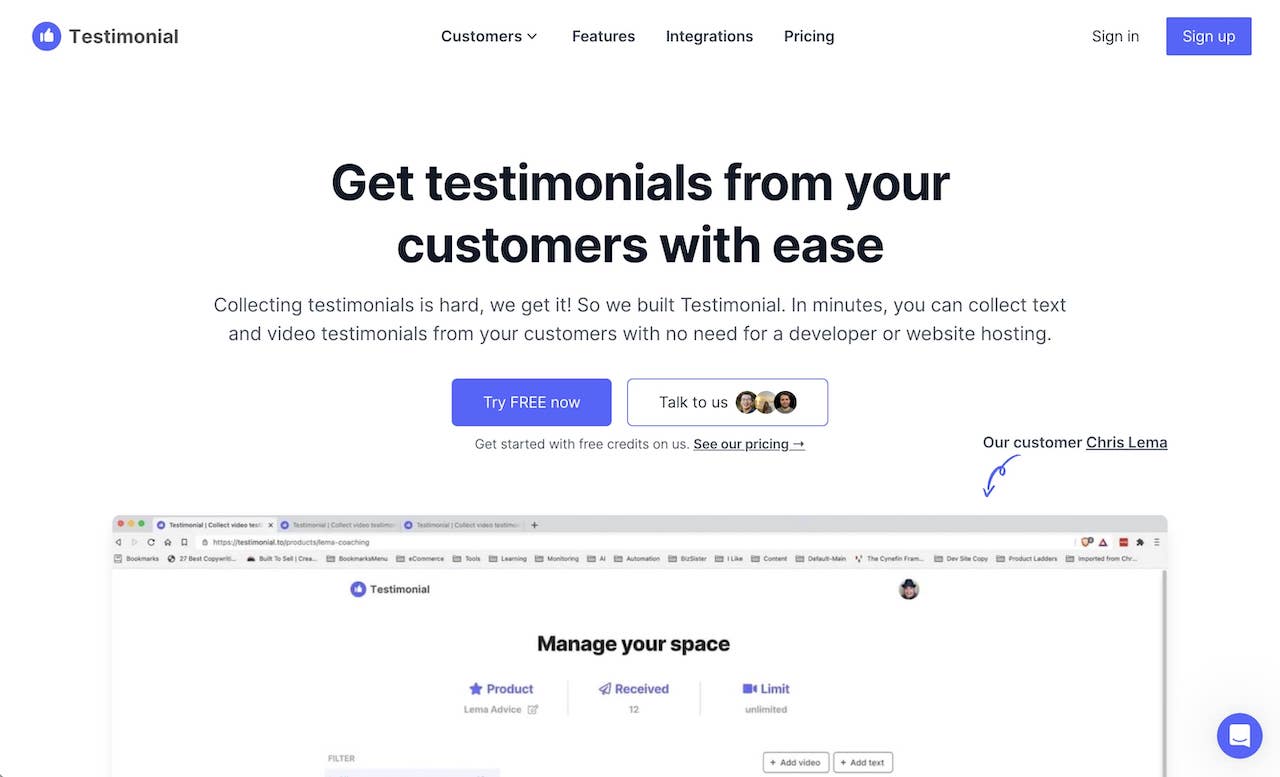 Testimonial
Customers
Features
Integrations
Pricing
Sign in
Sign up
Get testimonials from your
customers with ease
Collecting testimonials is hard, we get it! So we built Testimonial. In minutes, you can collect text
and video testimonials from your customers with no need for a developer or website hosting.
Try FREE now
Talk to us
Get started with free credits on us. See our pricing →
Our customer Chris Lema
Testimonial | Collect video testi
Testimonial | Collect video testimon
Testimonial | Collect video testimon
https://testimonial.to/products/lema-coaching
Bookmarks
27 Best Copywriti...
Built To Sell | Crea...
BookmarksMenu
eCommerce
Tools
Learning
Monitoring
AI
Automation
BizSister
I Like
Content
Default-Main
The Cynefin Fram...
Dev Site Copy
Product Ladders
Imported from Chr...
Testimonial
Manage your space
Product
Received
Limit
Lema Advice
12
unlimited
FILTER
+ Add video
+ Add text